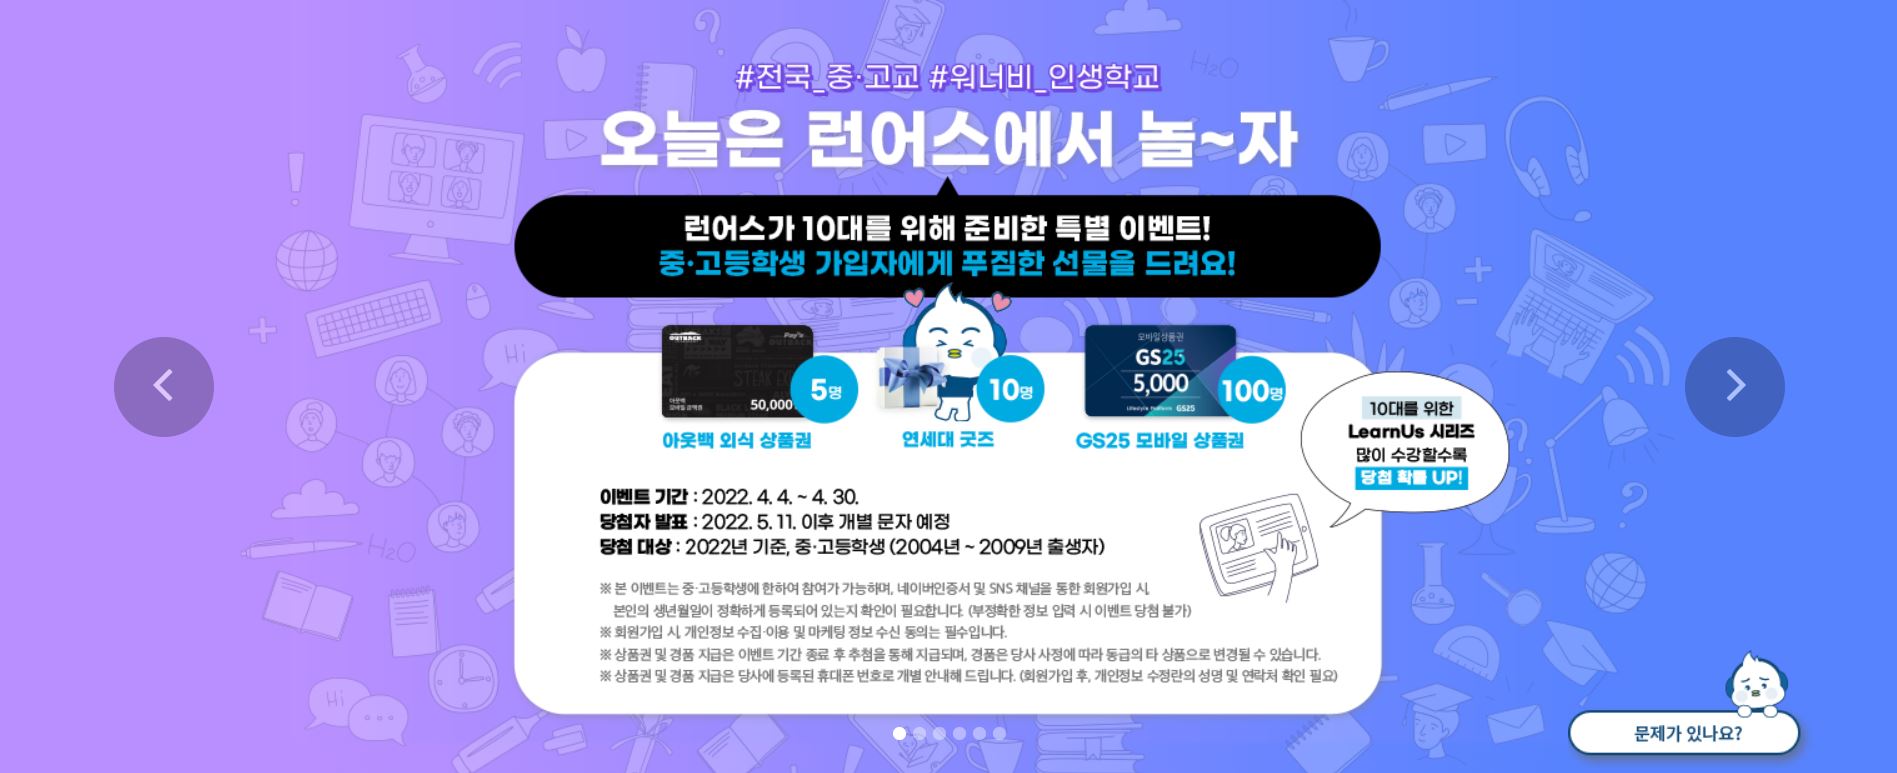 #전국_중·고교 #워너비_인생학교
오늘은 런어스에서 놀~자
런어스가 10대를 위해 준비한 특별 이벤트!
중·고등학생 가입자에게 푸짐한 선물을 드려요!
OUTBACK
Pay's
OUTBACK
STEAK
아웃백
모바일 금액권
50,000
5명
아웃백 외식 상품권
10명
연세대 굿즈
모바일상품권
GS25
5,000
Lifestyle Platform GS25
100명
GS25 모바일 상품권
10대를 위한
LearnUs 시리즈
많이 수강할수록
당첨 확률 UP!
이벤트 기간 : 2022. 4. 4. ~ 4. 30.
당첨자 발표 : 2022. 5. 11. 이후 개별 문자 예정
당첨 대상 : 2022년 기준, 중·고등학생 (2004년 ~ 2009년 출생자)
※ 본 이벤트는 중·고등학생에 한하여 참여가 가능하며, 네이버인증서 및 SNS 채널을 통한 회원가입 시,
본인의 생년월일이 정확하게 등록되어 있는지 확인이 필요합니다. (부정확한 정보 입력 시 이벤트 당첨 불가)
※ 회원가입 시, 개인정보 수집·이용 및 마케팅 정보 수신 동의는 필수입니다.
※ 상품권 및 경품 지급은 이벤트 기간 종료 후 추첨을 통해 지급되며, 경품은 당사 사정에 따라 동급의 타 상품으로 변경될 수 있습니다.
※ 상품권 및 경품 지급은 당사에 등록된 휴대폰 번호로 개별 안내해 드립니다. (회원가입 후, 개인정보 수정란의 성명 및 연락처 확인 필요)
H2O
Hi
H2O
Hi
문제가 있나요?